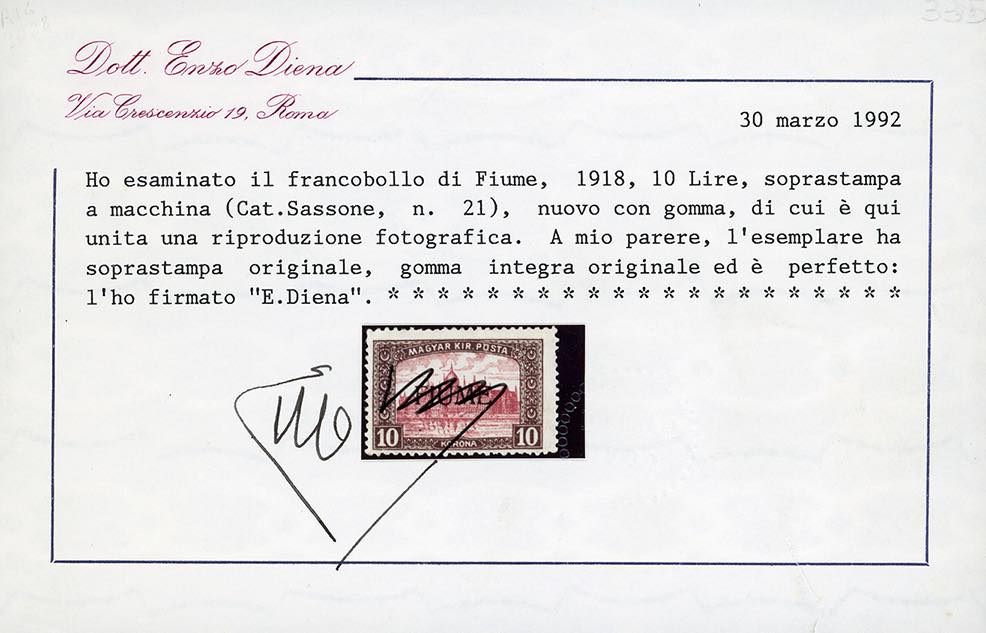 335
Dott. Enzo Diena
Via Crescenzio 19, Roma
30 marzo 1992
Ho esaminato il francobollo di Fiume, 1918, 10 Lire, soprastampa
a macchina (Cat.Sassone, n. 21), nuovo con gomma, di cui è qui
unita una riproduzione fotografica. A mio parere, l'esemplare ha
soprastampa originale, gomma integra originale ed è perfetto:
l'ho firmato "E.Diena". * * * * * * * * * * * * * * * * * * * * *
MAGYAR KIR. POSTA
FIUME
10 10
KORONA